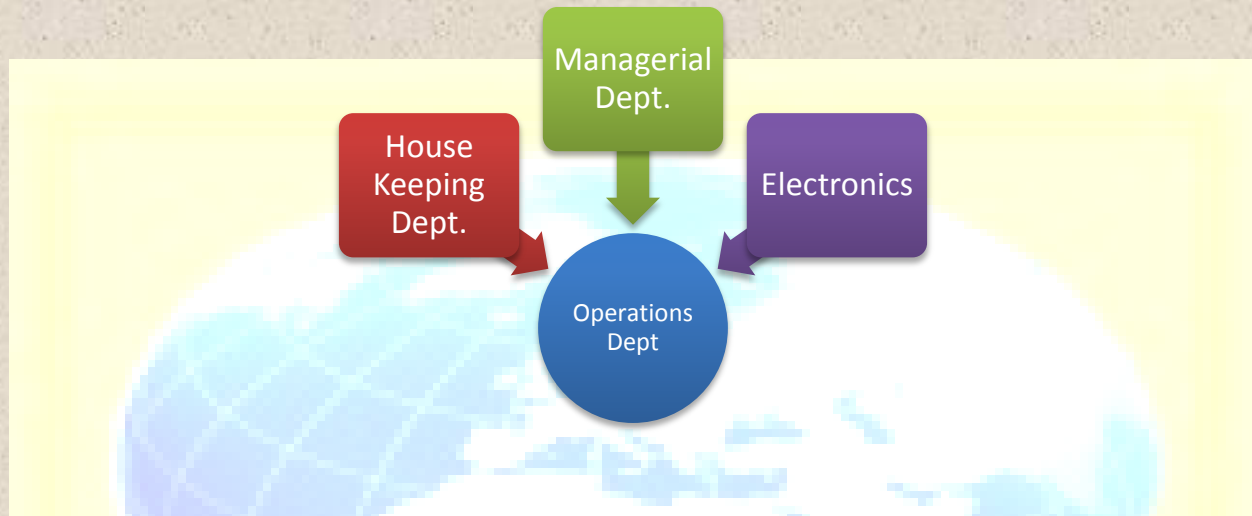 Managerial
Dept.
House
Keeping
Dept.
Electronics
Operations
Dept